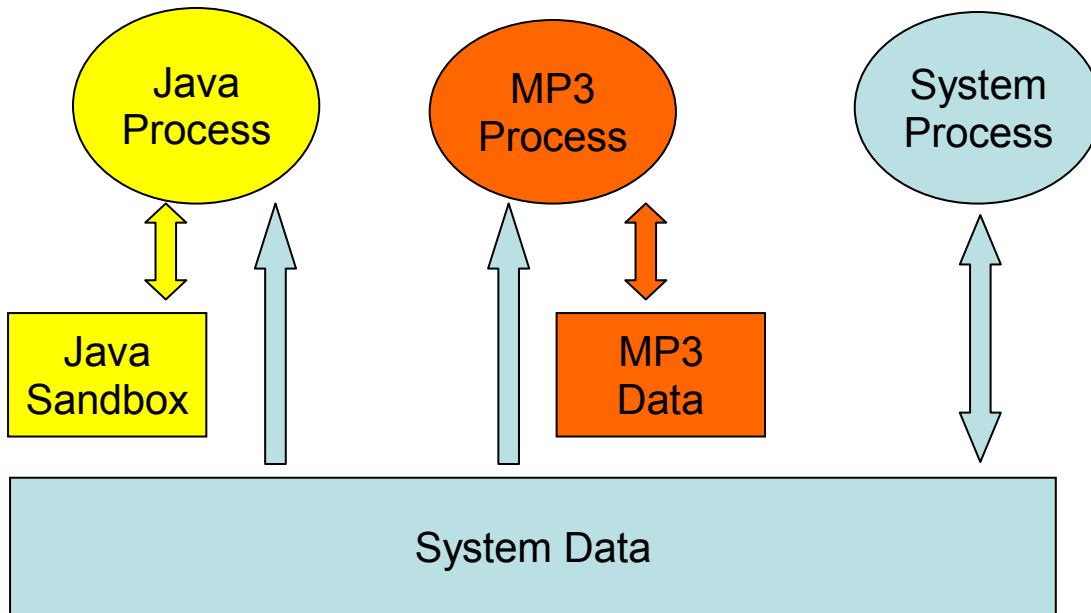 Java
Process
MP3
Process
System
Process
Java
Sandbox
MP3
Data
System Data